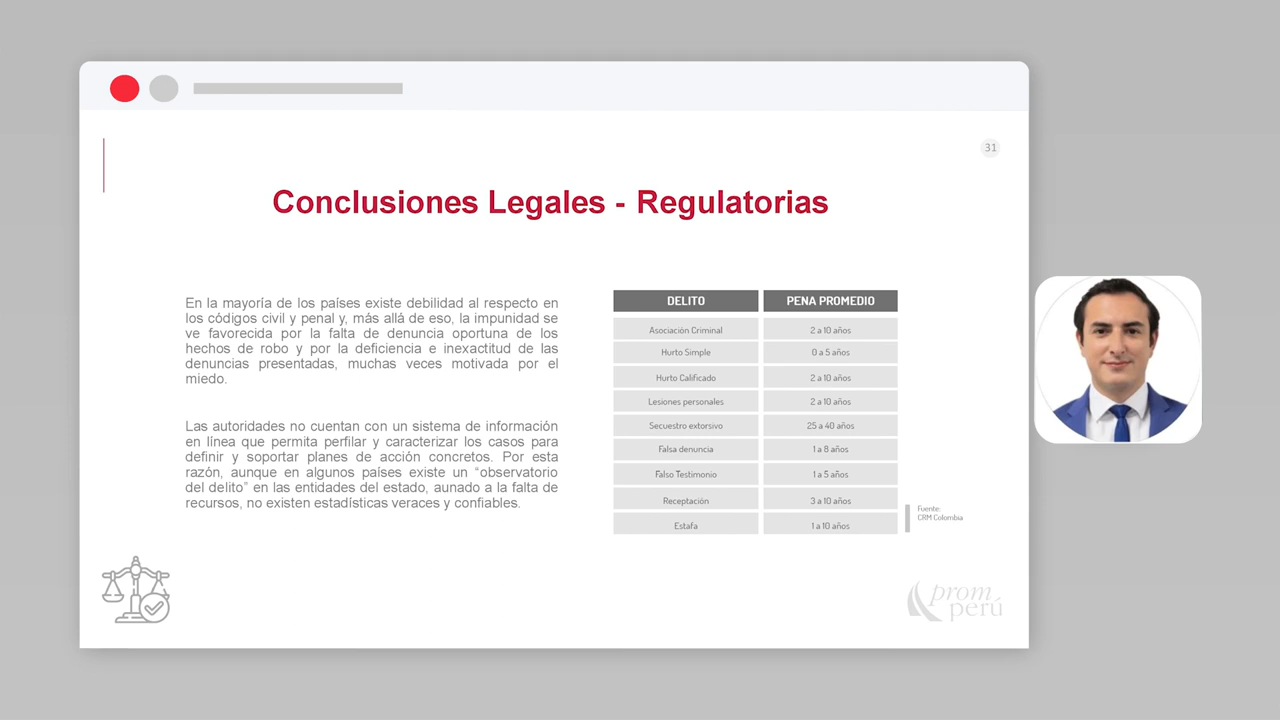 31
Conclusiones Legales - Regulatorias
En la mayoría de los países existe debilidad al respecto en
los códigos civil y penal y, más allá de eso, la impunidad se
ve favorecida por la falta de denuncia oportuna de los
hechos de robo y por la deficiencia e inexactitud de las
denuncias presentadas, muchas veces motivada por el
miedo.
Las autoridades no cuentan con un sistema de información
en línea que permita perfilar y caracterizar los casos para
definir y soportar planes de acción concretos. Por esta
razón, aunque en algunos países existe un “observatorio
del delito” en las entidades del estado, aunado a la falta de
recursos, no existen estadísticas veraces y confiables.
DELITO PENA PROMEDIO
Asociación Criminal 2 a 10 años
Hurto Simple 0 a 5 años
Hurto Calificado 2 a 10 años
Lesiones personales 2 a 10 años
Secuestro extorsivo 25 a 40 años
Falsa denuncia 1 a 8 años
Falso Testimonio 1 a 5 años
Receptación 3 a 10 años
Estafa 1 a 10 años
Fuente:
CRM Colombia
prom
perú